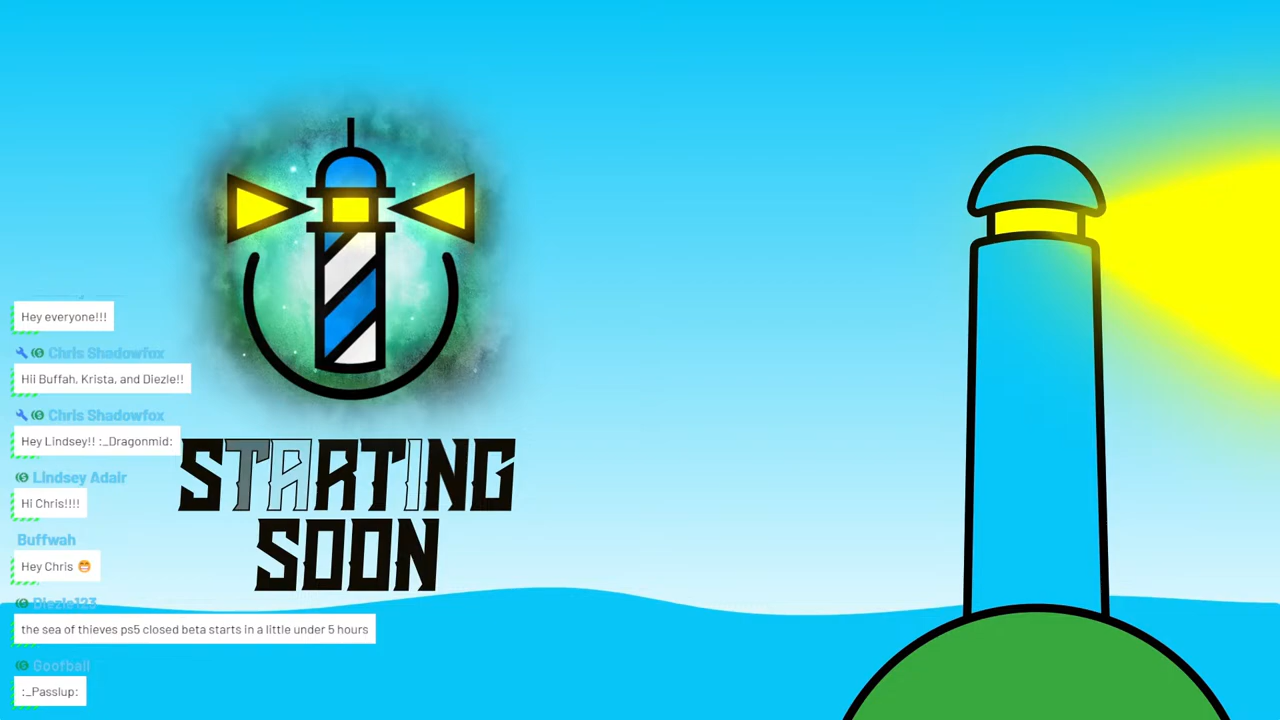 Hey everyone!!!
Chris Shadowfox
Hii Buffah, Krista, and Diezle!!
Chris Shadowfox
Hey Lindsey!! :_Dragonmid:
Lindsey Adair
Hi Chris!!!!
Buffwah
Hey Chris 😁
Diezle123
the sea of thieves ps5 closed beta starts in a little under 5 hours
Goofball
:_PassIup:
STARTING
SOON